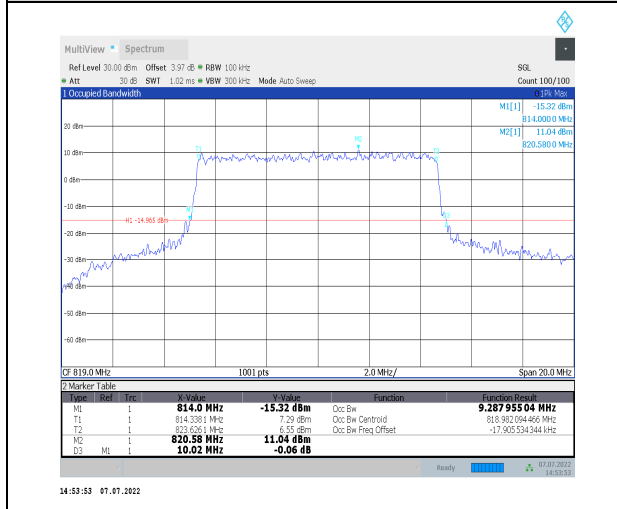 MultiView Spectrum
Ref Level 30.00 dBm Offset 3.97 dB RBW 100 kHz SGL
Att 30 dB SWT 1.02 ms VBW 300 kHz Mode Auto Sweep Count 100/100
1 Occupied Bandwidth 1Pk Max
M1[1] -15.32 dBm
814.0000 MHz
M2[1] 11.04 dBm
820.5800 MHz
20 dBm
M2
T1 T2
10 dBm
0 dBm
-10 dBm
M1
D3
H1 -14.965 dBm
-20 dBm
-30 dBm
-40 dBm
-50 dBm
-60 dBm
CF 819.0 MHz 1001 pts 2.0 MHz/ Span 20.0 MHz
2 Marker Table
Type Ref Trc X-Value Y-Value Function Function Result
M1 1 814.0 MHz -15.32 dBm Occ Bw 9.287 955 04 MHz
T1 1 814.3381 MHz 7.29 dBm Occ Bw Centroid 818.982 094 466 MHz
T2 1 823.6261 MHz 6.55 dBm Occ Bw Freq Offset -17.905 534 344 kHz
M2 1 820.58 MHz 11.04 dBm
D3 M1 1 10.02 MHz -0.06 dB
Ready 07.07.2022
14:53:53
14:53:53 07.07.2022